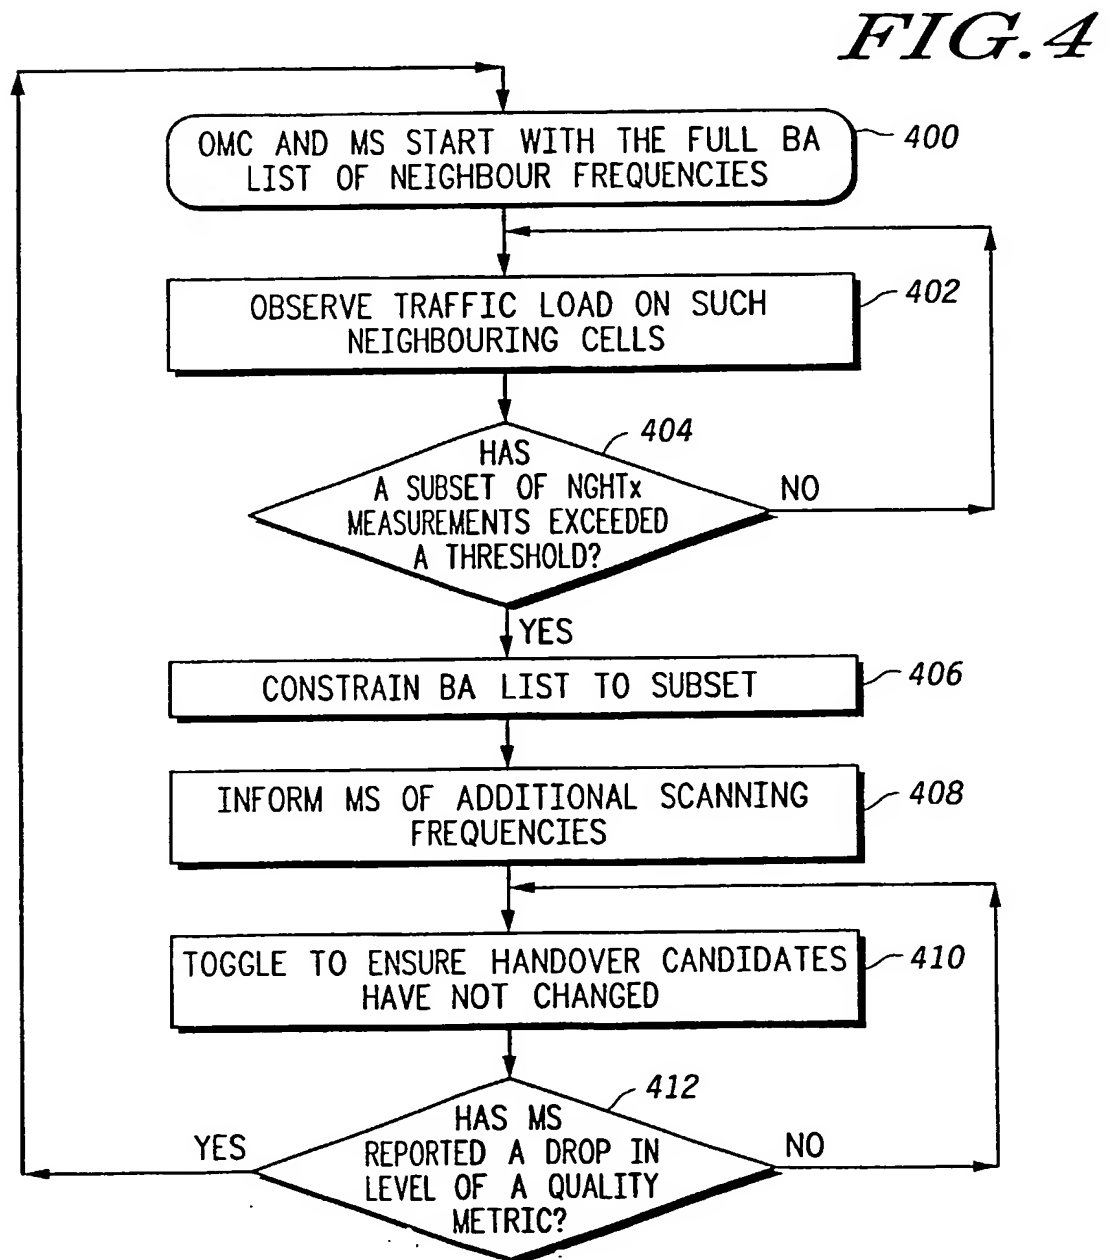 FIG.4
OMC AND MS START WITH THE FULL BA
LIST OF NEIGHBOUR FREQUENCIES
400
OBSERVE TRAFFIC LOAD ON SUCH
NEIGHBOURING CELLS
402
404
HAS
A SUBSET OF NGHTx
MEASUREMENTS EXCEEDED
A THRESHOLD?
NO
YES
CONSTRAIN BA LIST TO SUBSET
406
INFORM MS OF ADDITIONAL SCANNING
FREQUENCIES
408
TOGGLE TO ENSURE HANDOVER CANDIDATES
HAVE NOT CHANGED
410
412
HAS MS
REPORTED A DROP IN
LEVEL OF A QUALITY
METRIC?
YES
NO